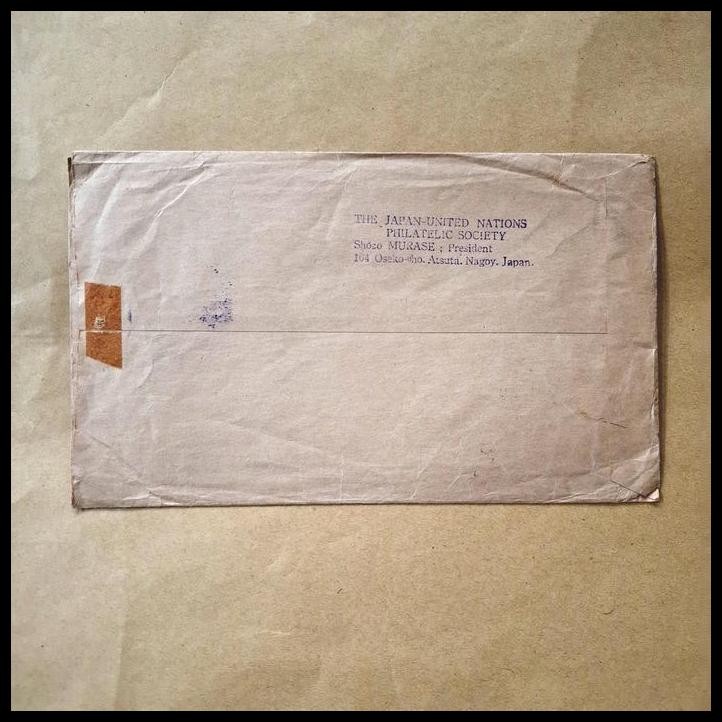 THE JAPAN-UNITED NATIONS
PHILATELIC SOCIETY
Shozo MURASE ; President
104 Oseko-cho. Atsuta. Nagoy. Japan.